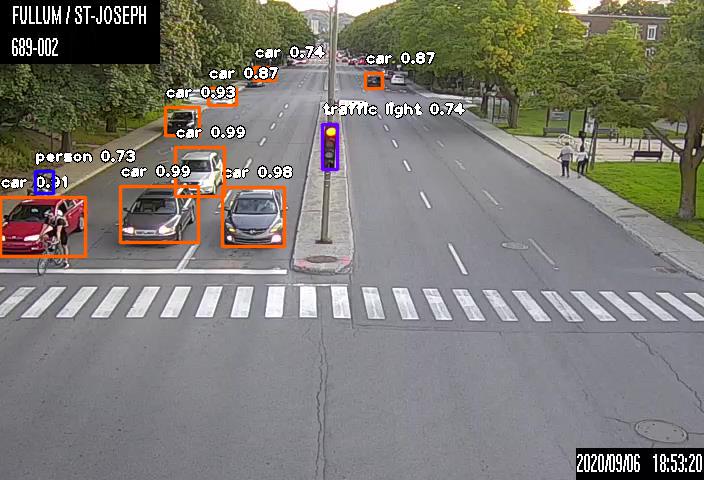 FULLUM / ST-JOSEPH
689-002
car 0.74
car 0.87
car 0.87
car 0.93
traffic light 0.74
car 0.99
person 0.73
car 0.99
car 0.98
car 0.91
2020/09/06 18:53:20